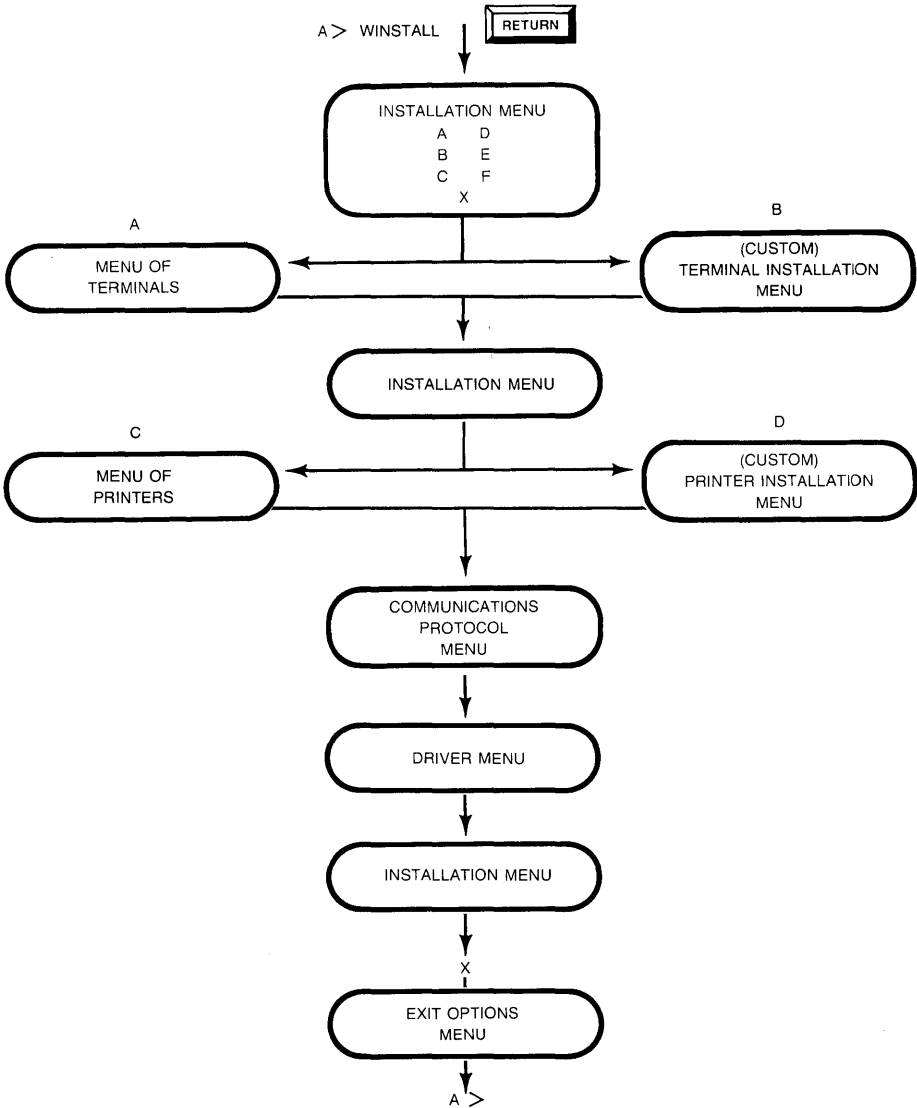 A> WINSTALL RETURN
INSTALLATION MENU
A D
B E
C F
X
A
B
MENU OF
TERMINALS
(CUSTOM)
TERMINAL INSTALLATION
MENU
INSTALLATION MENU
C
D
MENU OF
PRINTERS
(CUSTOM)
PRINTER INSTALLATION
MENU
COMMUNICATIONS
PROTOCOL
MENU
DRIVER MENU
INSTALLATION MENU
X
EXIT OPTIONS
MENU
A >